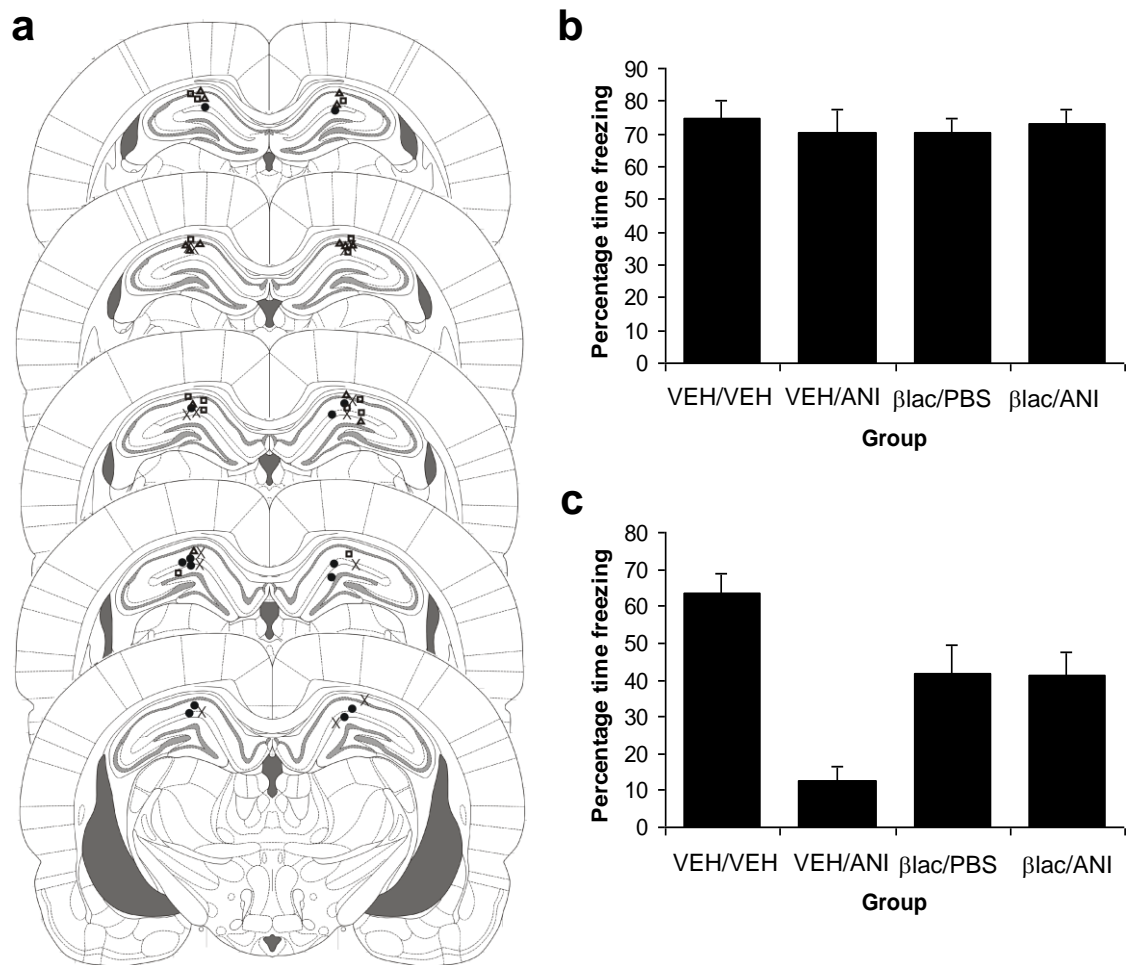 a
b
Percentage time freezing
90
80
70
60
50
40
30
20
10
0
VEH/VEH VEH/ANI βlac/PBS βlac/ANI
Group
c
Percentage time freezing
80
70
60
50
40
30
20
10
0
VEH/VEH VEH/ANI βlac/PBS βlac/ANI
Group